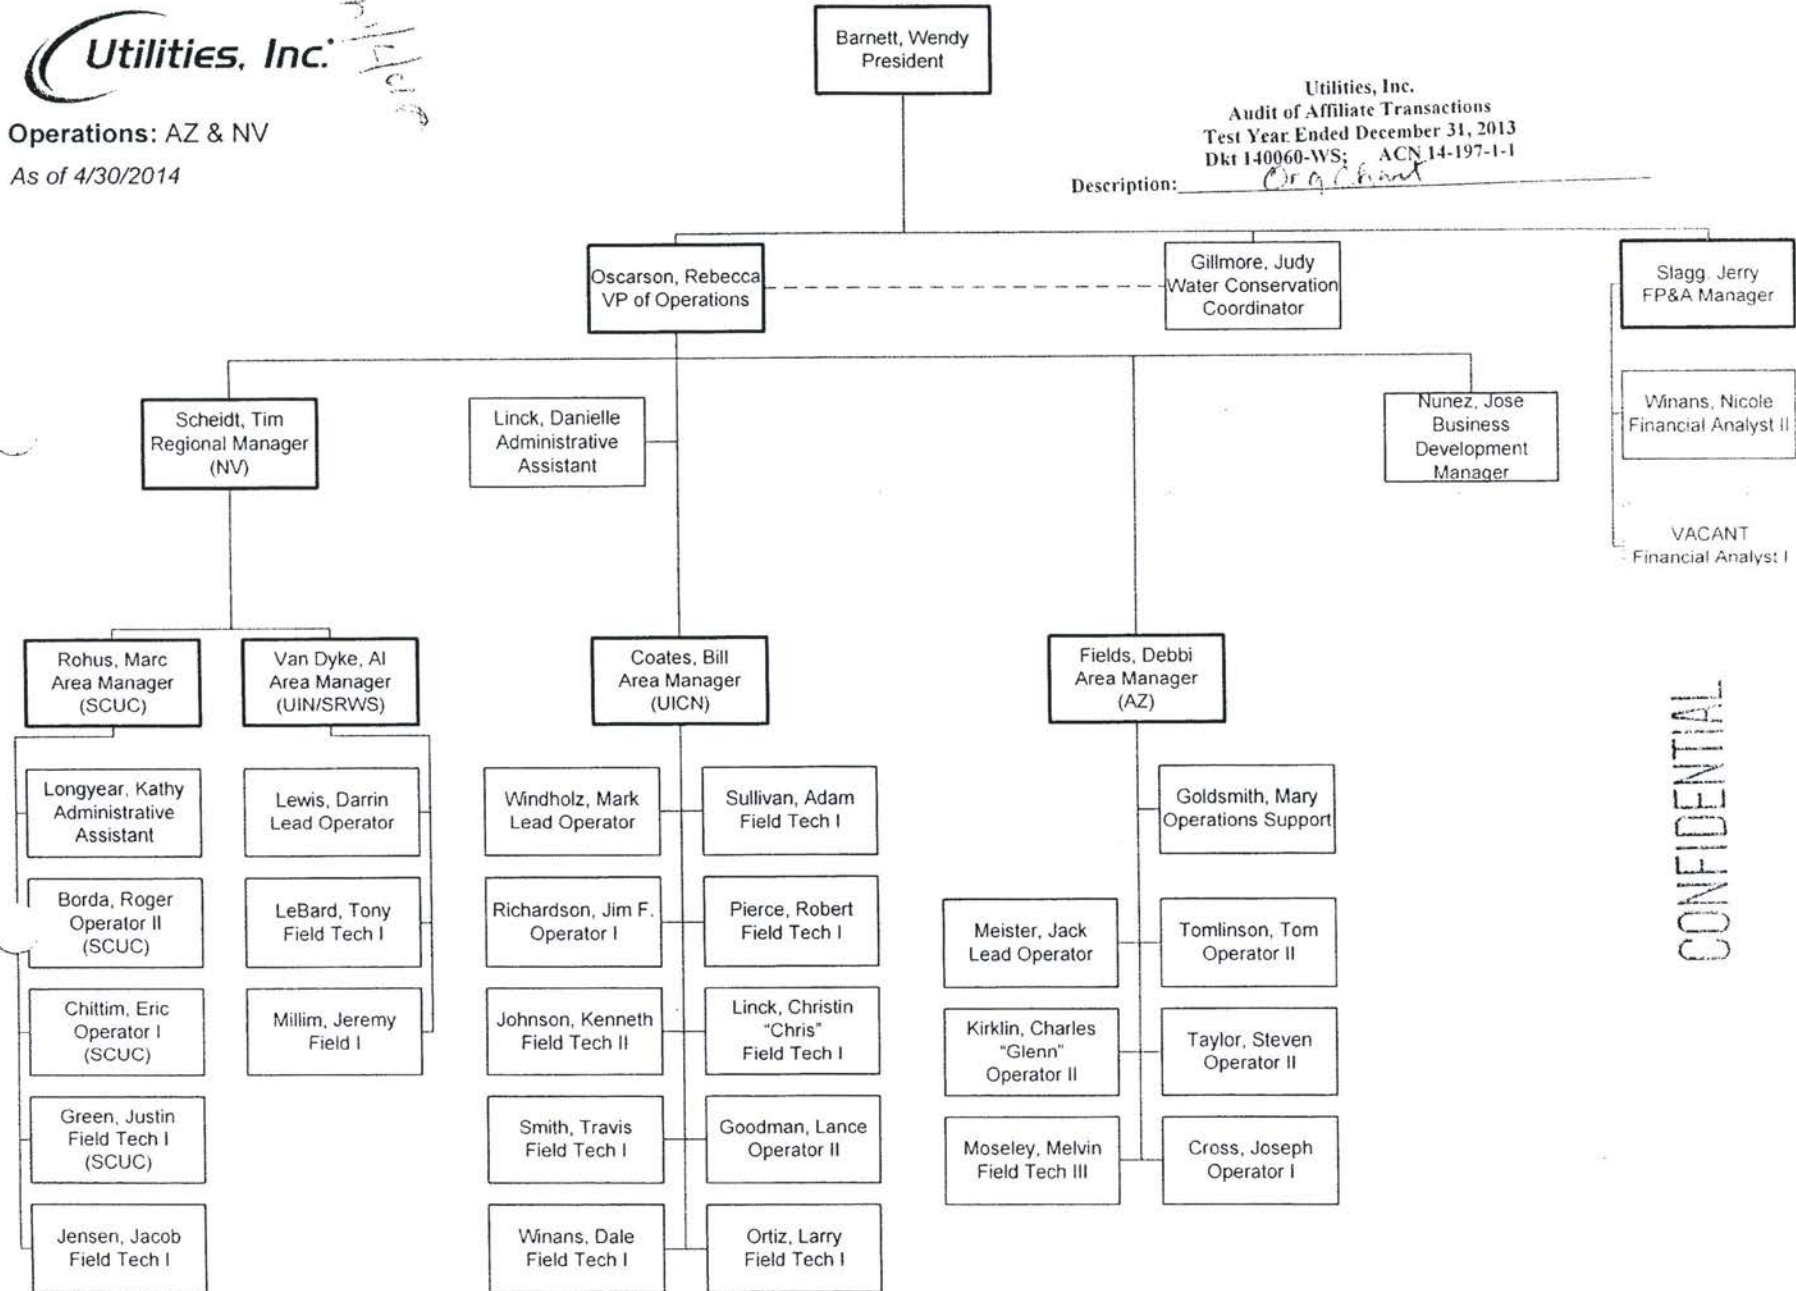 Utilities, Inc.
Operations: AZ & NV
As of 4/30/2014
Barnett, Wendy
President
Utilities, Inc.
Audit of Affiliate Transactions
Test Year Ended December 31, 2013
Dkt 140060-WS; ACN 14-197-1-1
Description: Org Chart
Oscarson, Rebecca
VP of Operations
Gillmore, Judy
Water Conservation
Coordinator
Slagg, Jerry
FP&A Manager
Winans, Nicole
Financial Analyst II
VACANT
Financial Analyst I
Scheidt, Tim
Regional Manager
(NV)
Linck, Danielle
Administrative
Assistant
Nunez, Jose
Business
Development
Manager
Rohus, Marc
Area Manager
(SCUC)
Van Dyke, Al
Area Manager
(UIN/SRWS)
Coates, Bill
Area Manager
(UICN)
Fields, Debbi
Area Manager
(AZ)
Longyear, Kathy
Administrative
Assistant
Borda, Roger
Operator II
(SCUC)
Chittim, Eric
Operator I
(SCUC)
Green, Justin
Field Tech I
(SCUC)
Jensen, Jacob
Field Tech I
Lewis, Darrin
Lead Operator
LeBard, Tony
Field Tech I
Millim, Jeremy
Field I
Windholz, Mark
Lead Operator
Sullivan, Adam
Field Tech I
Richardson, Jim F.
Operator I
Pierce, Robert
Field Tech I
Johnson, Kenneth
Field Tech II
Linck, Christin
"Chris"
Field Tech I
Smith, Travis
Field Tech I
Goodman, Lance
Operator II
Winans, Dale
Field Tech I
Ortiz, Larry
Field Tech I
Goldsmith, Mary
Operations Support
Meister, Jack
Lead Operator
Tomlinson, Tom
Operator II
Kirklin, Charles
"Glenn"
Operator II
Taylor, Steven
Operator II
Moseley, Melvin
Field Tech III
Cross, Joseph
Operator I
CONFIDENTIAL